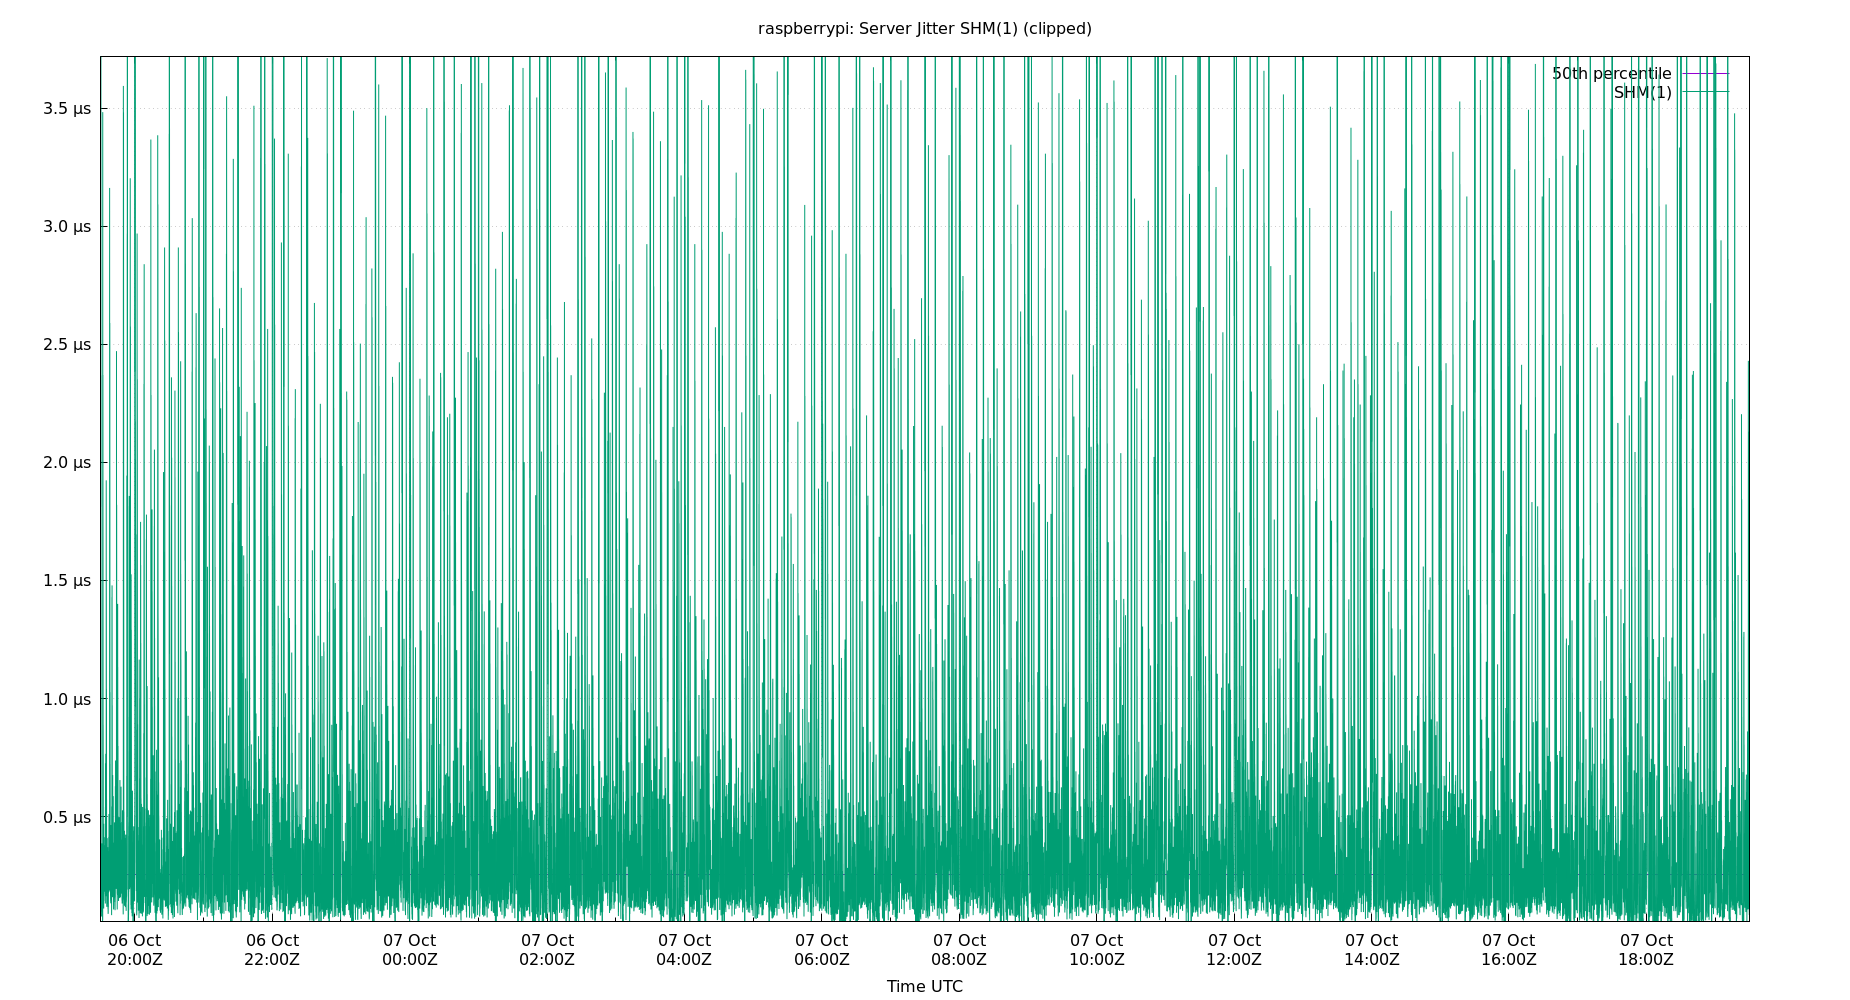 raspberrypi: Server Jitter SHM(1) (clipped)
50th percentile
SHM(1)
3.5 µs
3.0 µs
2.5 µs
2.0 µs
1.5 µs
1.0 µs
0.5 µs
06 Oct 06 Oct 07 Oct 07 Oct 07 Oct 07 Oct 07 Oct 07 Oct 07 Oct 07 Oct 07 Oct 07 Oct
20:00Z 22:00Z 00:00Z 02:00Z 04:00Z 06:00Z 08:00Z 10:00Z 12:00Z 14:00Z 16:00Z 18:00Z
Time UTC